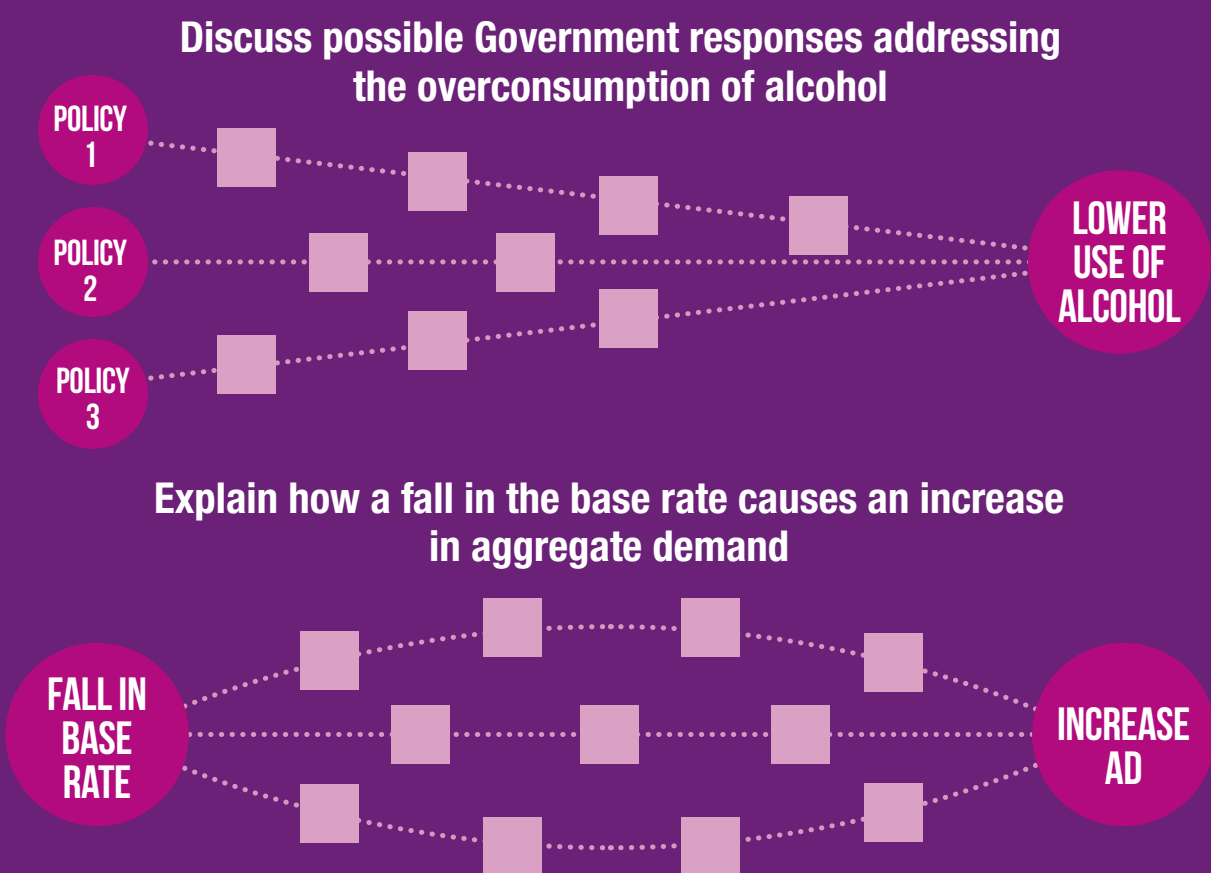 Discuss possible Government responses addressing
the overconsumption of alcohol
POLICY
1
POLICY
2
POLICY
3
LOWER
USE OF
ALCOHOL
Explain how a fall in the base rate causes an increase
in aggregate demand
FALL IN
BASE
RATE
INCREASE
AD